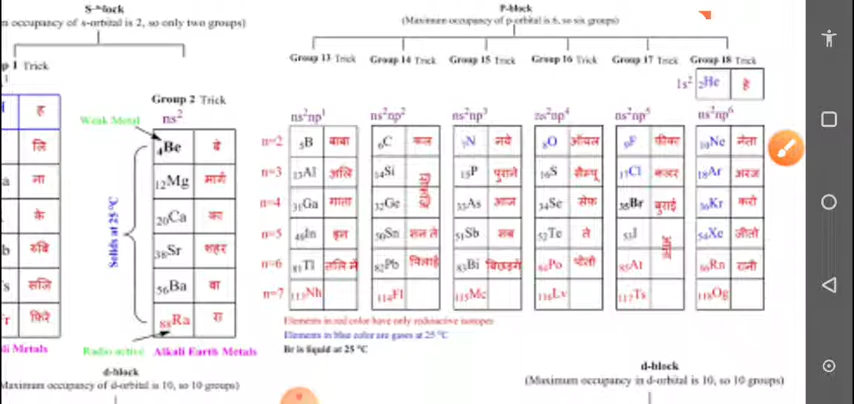 P-block
n occupancy of s-orbital is 2, so only two groups)
(Maximum occupancy of p-orbital is 6, so six groups)
Trick
Group 13 Trick Group 14 Trick Group 15 Trick Group 16 Trick Group 17 Trick Group 18 Trick
1s² ₂He हे
Group 2 Trick
ns²
ns²np¹ ns²np² ns²np³ ns²np⁴ ns²np⁵ ns²np⁶
ह
Weak Metal
लि ₄Be बे n=2 ₅B बाबा ₆C कल ₇N नये ₈O ऑयल ₉F फीका ₁₀Ne नेता
a ना ₁₂Mg मांगे n=3 ₁₃Al अलि ₁₄Si ₁₅P पुराने ₁₆S सैम्पू ₁₇Cl कलर ₁₈Ar अरज
के ₂₀Ca का n=4 ₃₁Ga गाता ₃₂Ge ₃₃As आज ₃₄Se सेफ ₃₅Br बुराई ₃₆Kr करो
b रुबि ₃₈Sr शहर n=5 ₄₉In इन ₅₀Sn सन ले ₅₁Sb सब ₅₂Te ते ₅₃I ₅₄Xe जीतो
s सजि ₅₆Ba बा n=6 ₈₁Tl तलि में ₈₂Pb पिलाई ₈₃Bi ₈₄Po पोलो ₈₅At ₈₆Rn रानी
r फिरे ₈₈Ra रा n=7 ₁₁₃Nh ₁₁₄Fl ₁₁₅Mc ₁₁₆Lv ₁₁₇Ts ₁₁₈Og
Solids at 25 °C
Elements in red color have only radioactive isotopes
Elements in blue color are gases at 25 °C
li Metals Radio active Alkali Earth Metals Br is liquid at 25 °C
d-block
d-block
Maximum occupancy of d-orbital is 10, so 10 groups)
(Maximum occupancy in d-orbital is 10, so 10 groups)